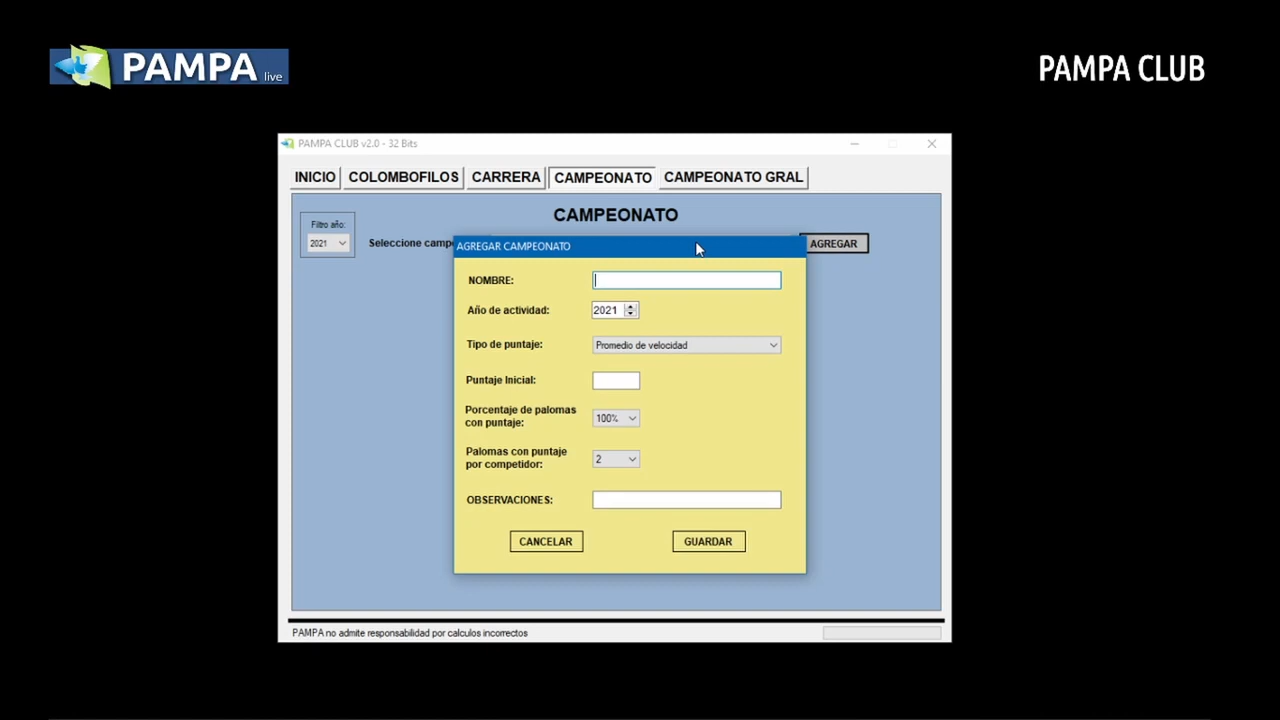 PAMPA live
PAMPA CLUB
PAMPA CLUB v2.0 - 32 Bits
INICIO COLOMBOFILOS CARRERA CAMPEONATO CAMPEONATO GRAL
CAMPEONATO
Filtro año:
2021
Seleccione campe
AGREGAR
AGREGAR CAMPEONATO
NOMBRE:
Año de actividad: 2021
Tipo de puntaje: Promedio de velocidad
Puntaje Inicial:
Porcentaje de palomas
con puntaje: 100%
Palomas con puntaje
por competidor: 2
OBSERVACIONES:
CANCELAR GUARDAR
PAMPA no admite responsabilidad por calculos incorrectos